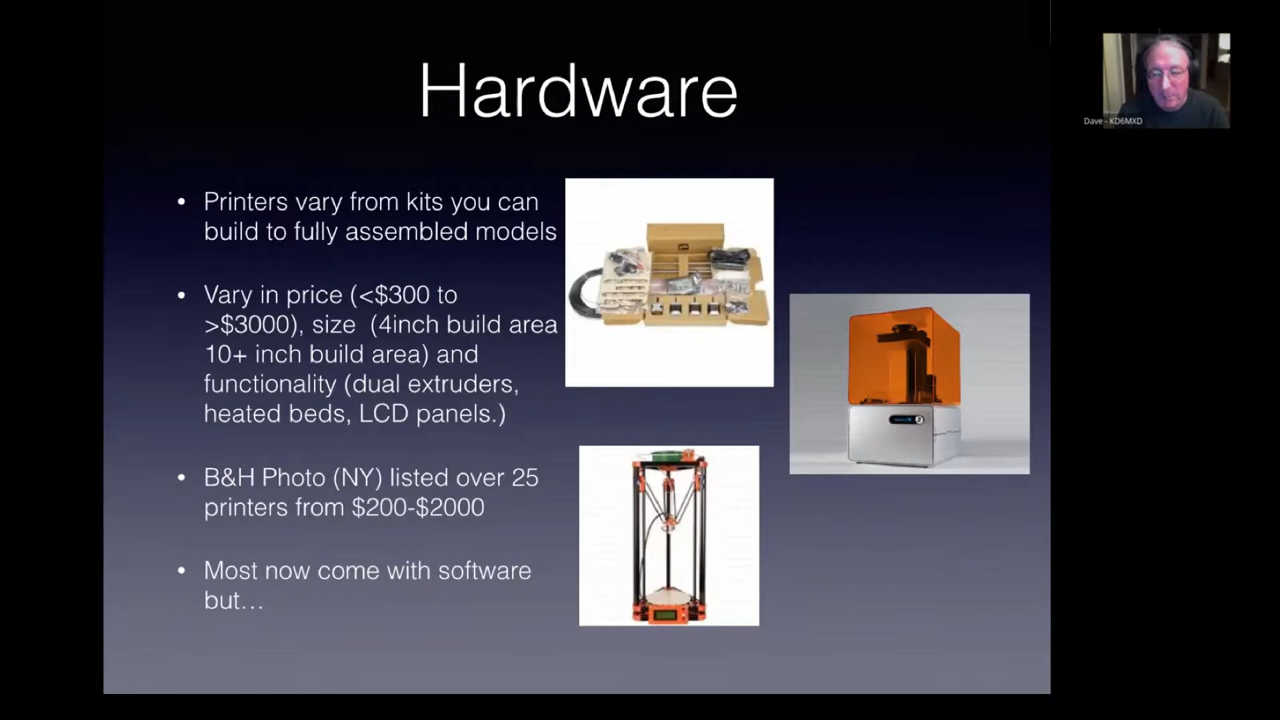 Hardware
Dave - KD6MXD
• Printers vary from kits you can
build to fully assembled models
• Vary in price (<$300 to
>$3000), size (4inch build area
10+ inch build area) and
functionality (dual extruders,
heated beds, LCD panels.)
• B&H Photo (NY) listed over 25
printers from $200-$2000
• Most now come with software
but...